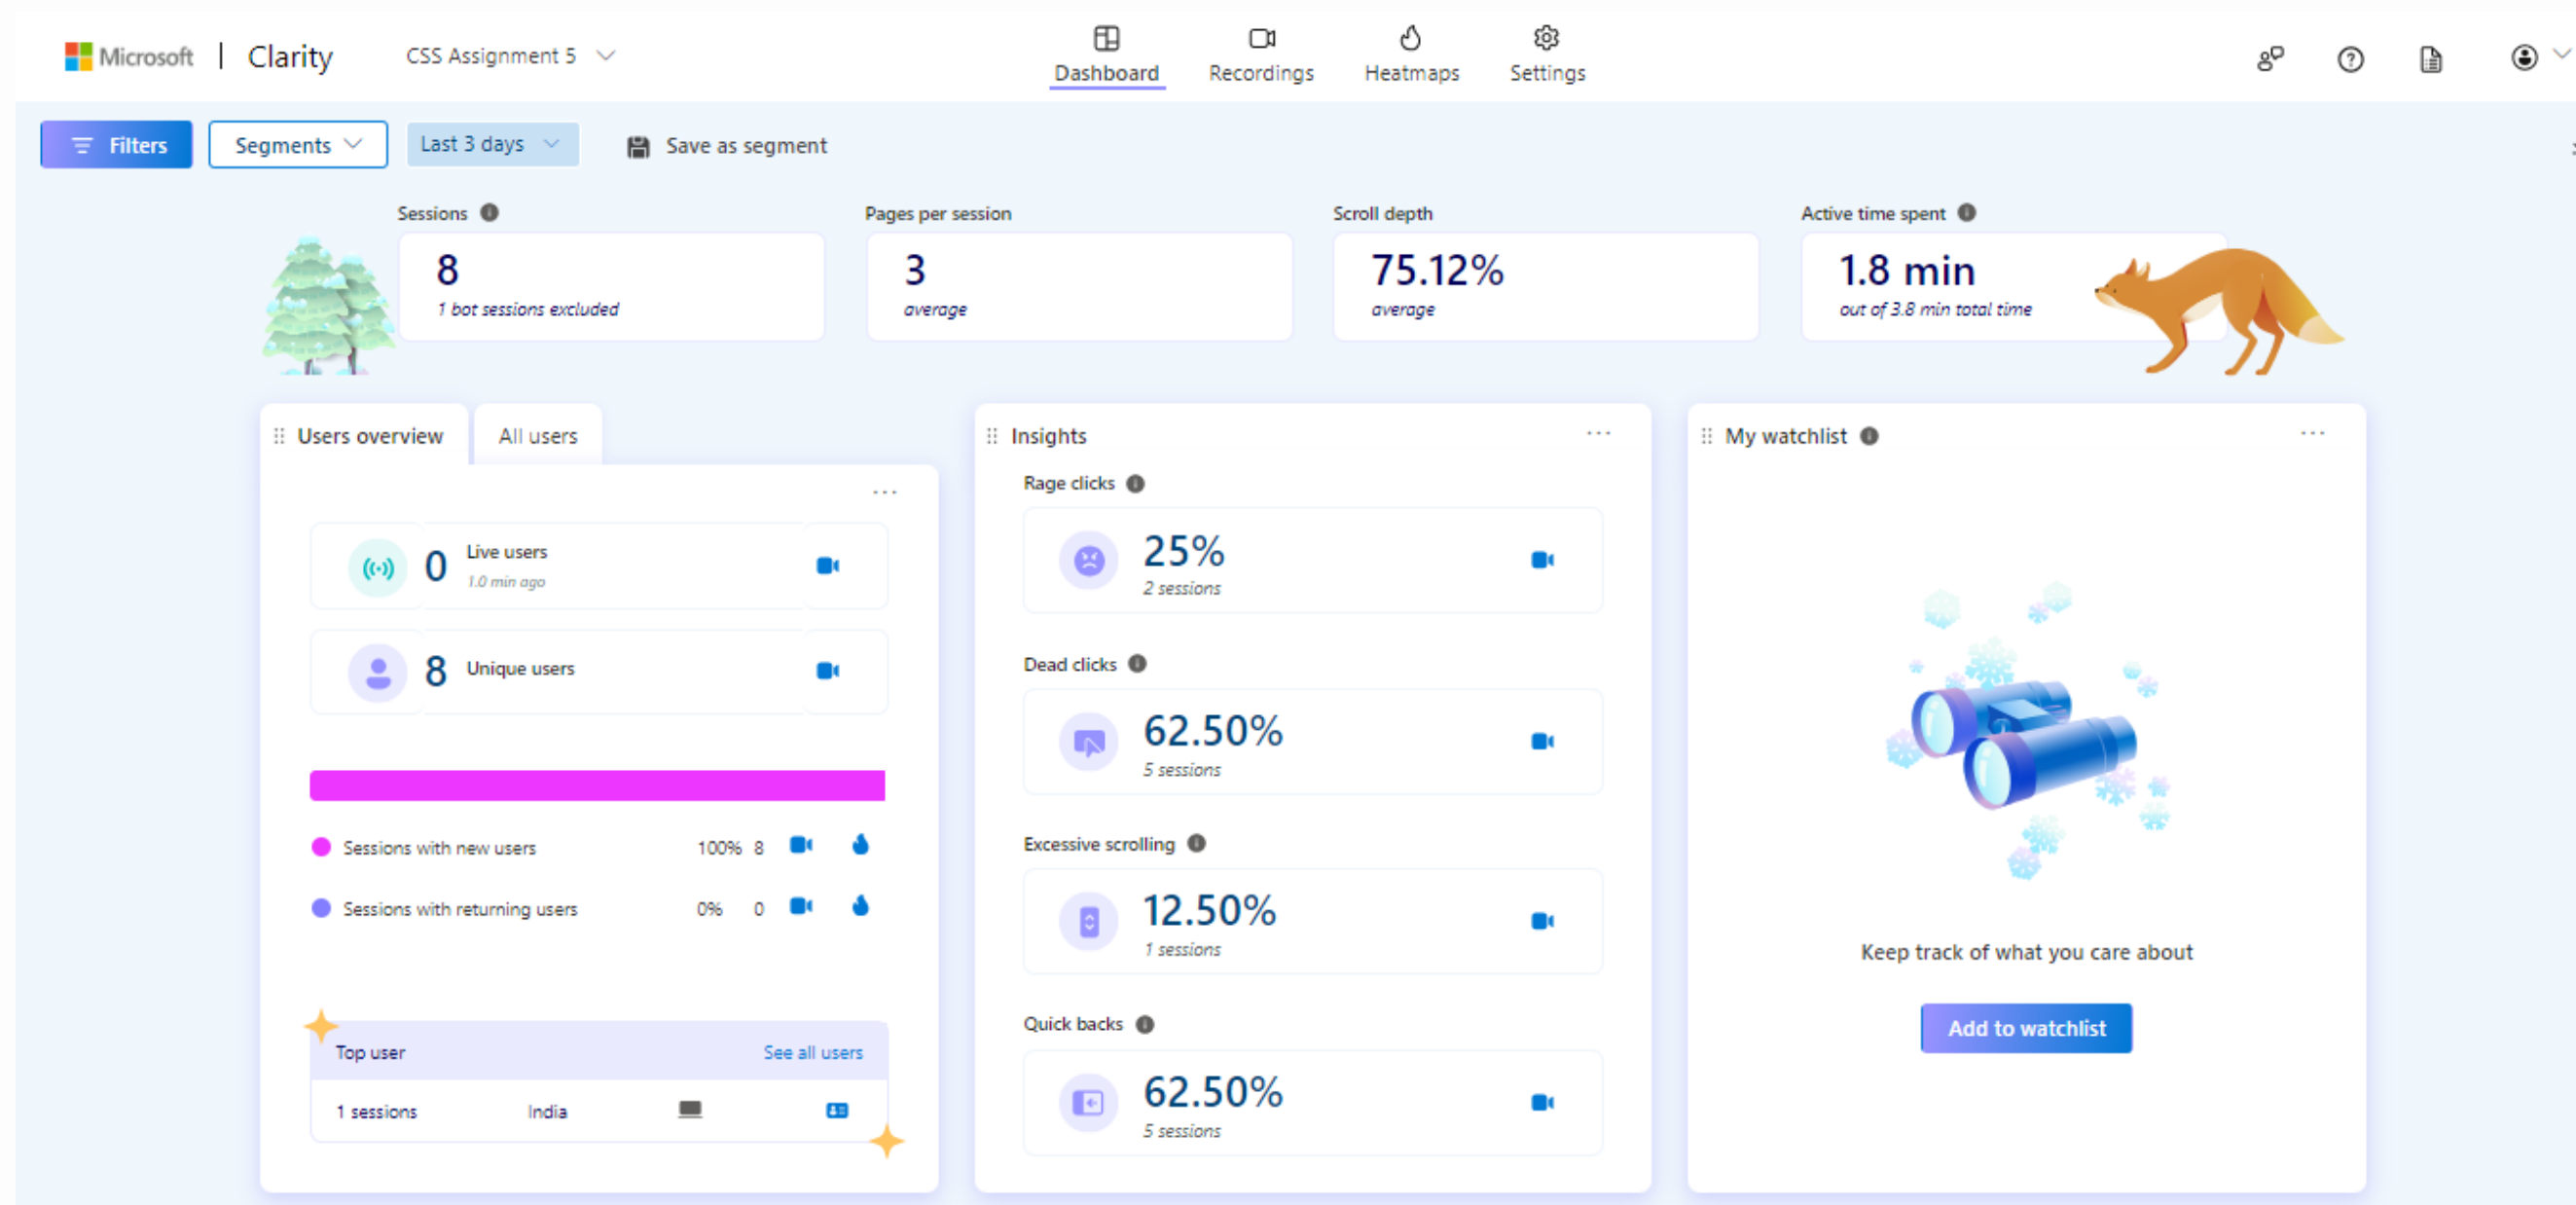 Microsoft | Clarity
CSS Assignment 5
Dashboard
Recordings
Heatmaps
Settings
Filters
Segments
Last 3 days
Save as segment
Sessions
8
1 bot sessions excluded
Pages per session
3
average
Scroll depth
75.12%
average
Active time spent
1.8 min
out of 3.8 min total time
Users overview
All users
0
Live users
1.0 min ago
8
Unique users
Sessions with new users 100% 8
Sessions with returning users 0% 0
Top user
See all users
1 sessions India
Insights
Rage clicks
25%
2 sessions
Dead clicks
62.50%
5 sessions
Excessive scrolling
12.50%
1 sessions
Quick backs
62.50%
5 sessions
My watchlist
Keep track of what you care about
Add to watchlist